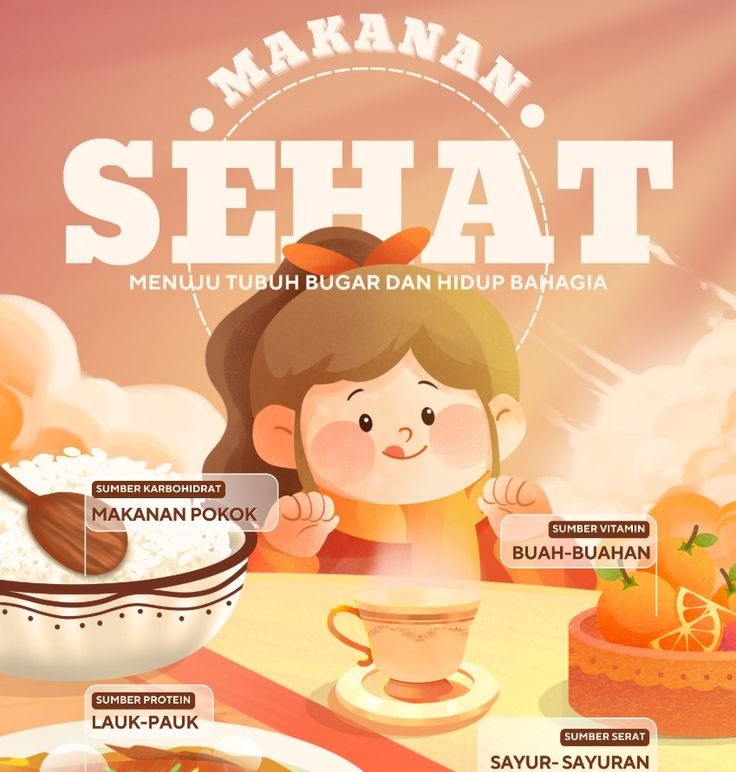 MAKANAN
SEHAT
MENUJU TUBUH BUGAR DAN HIDUP BAHAGIA
SUMBER KARBOHIDRAT
MAKANAN POKOK
SUMBER VITAMIN
BUAH-BUAHAN
SUMBER PROTEIN
LAUK-PAUK
SUMBER SERAT
SAYUR- SAYURAN